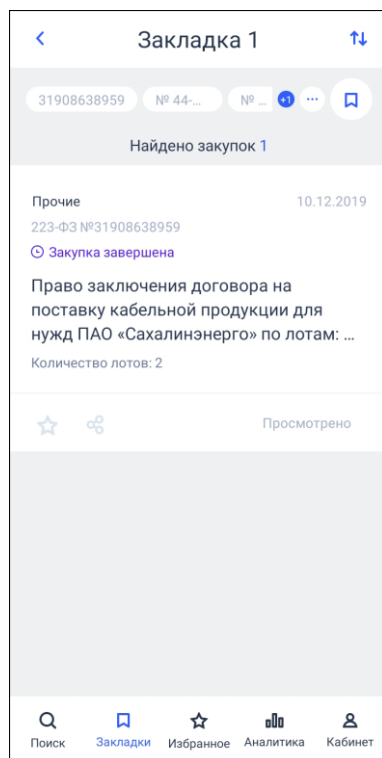 Закладка 1
31908638959 № 44-... № ... +1 ...
Найдено закупок 1
Прочие 10.12.2019
223-ФЗ №31908638959
Закупка завершена
Право заключения договора на
поставку кабельной продукции для
нужд ПАО «Сахалинэнерго» по лотам: ...
Количество лотов: 2
Просмотрено
Поиск Закладки Избранное Аналитика Кабинет